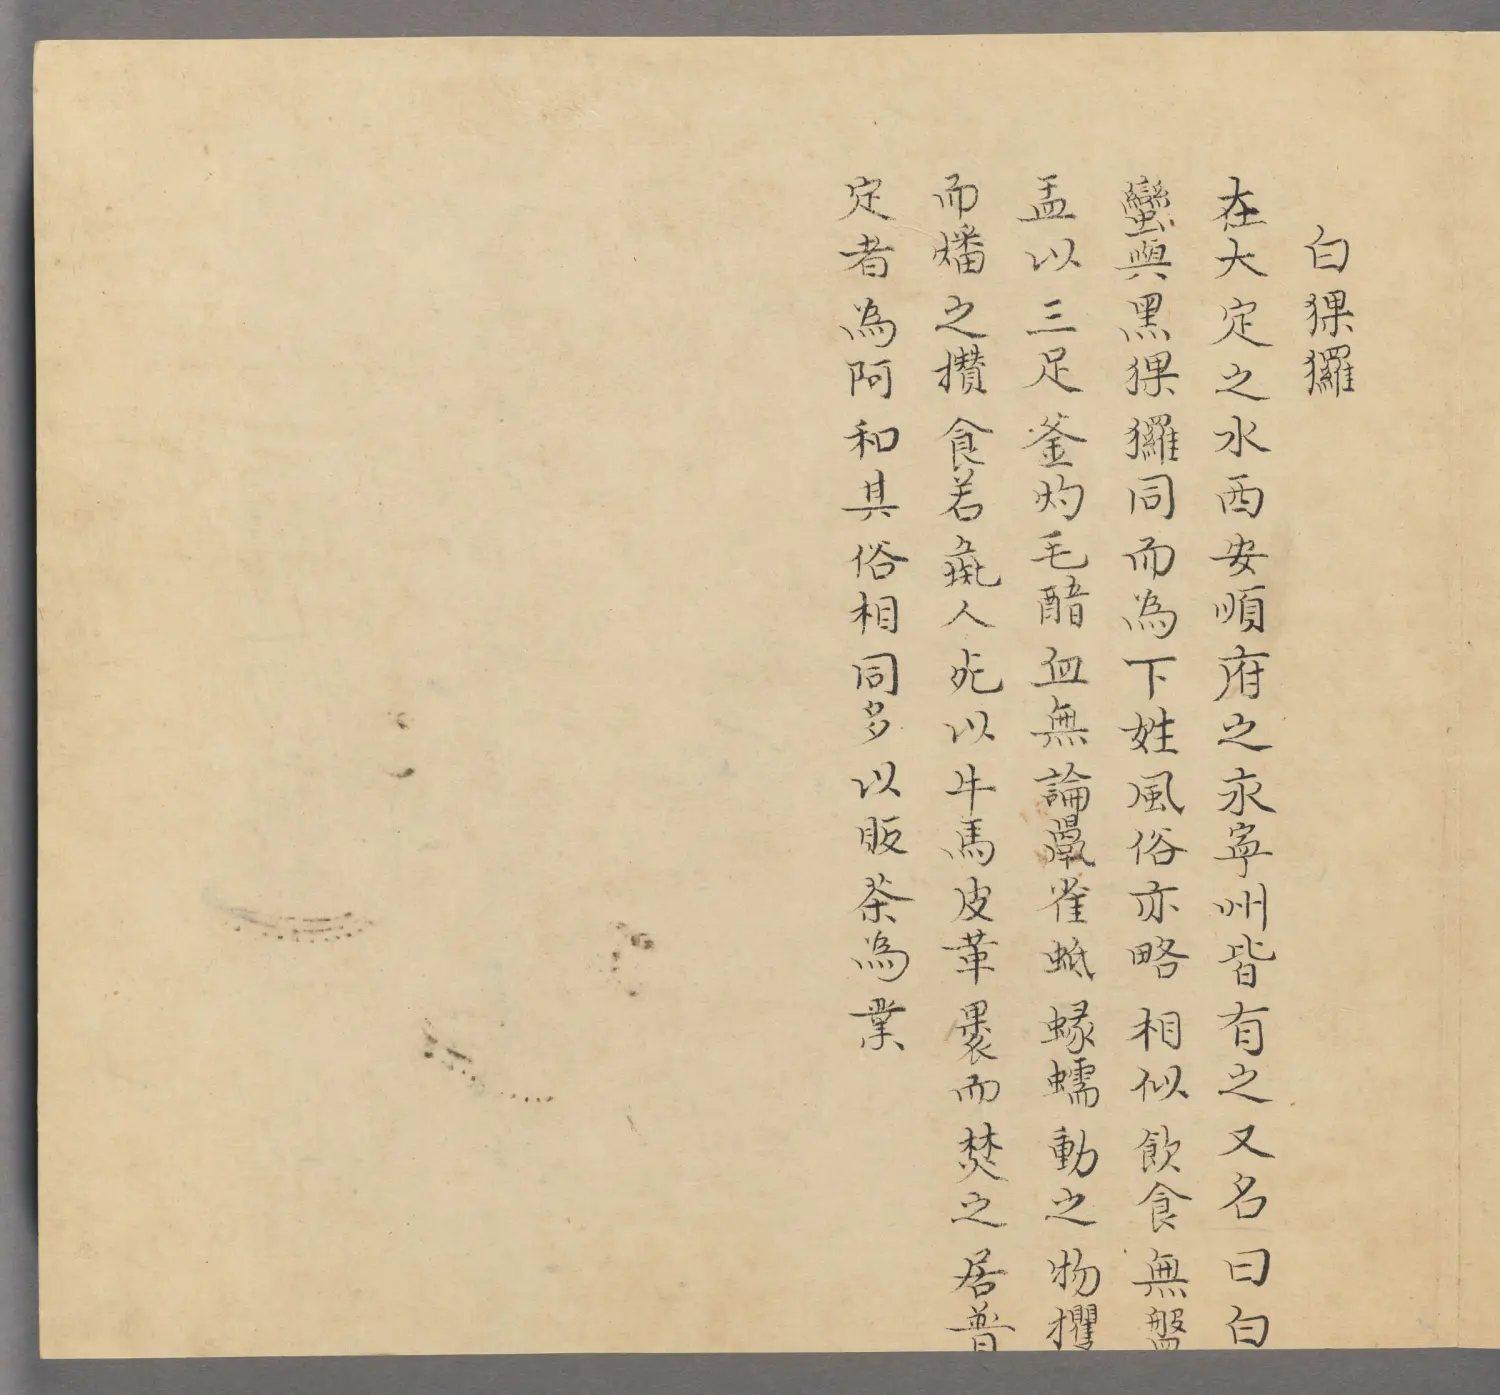 白猓玀
在大定之水西安順府之永寧州皆有之又名曰白
蠻與黑猓玀同而為下姓風俗亦略相似飲食無盤
盂以三足釜灼毛醋血無論鼠雀蚳蝝蠕動之物攫
而燔之攢食若彘人死以牛馬皮革裹而焚之居普
定者為阿和其俗相同多以販茶為業